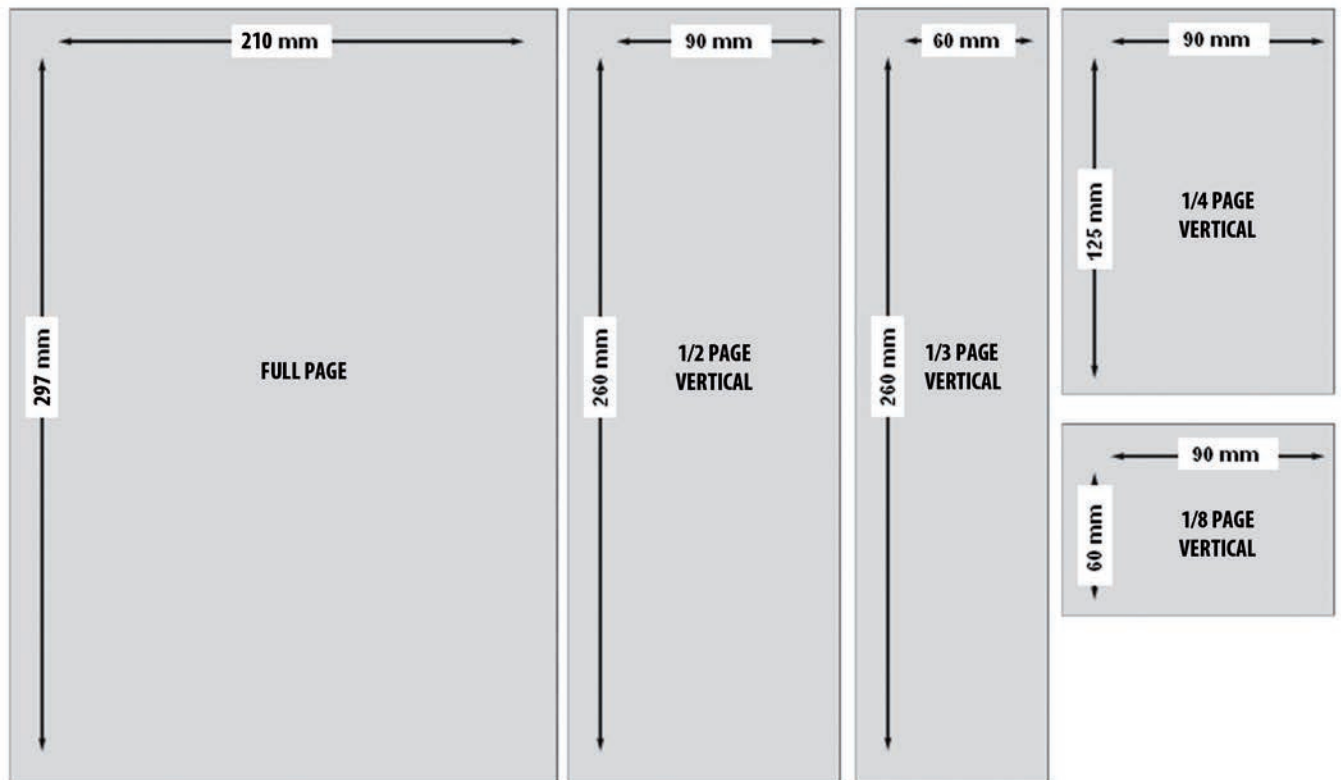 210 mm
297 mm
FULL PAGE
90 mm
260 mm
1/2 PAGE
VERTICAL
60 mm
260 mm
1/3 PAGE
VERTICAL
90 mm
125 mm
1/4 PAGE
VERTICAL
90 mm
60 mm
1/8 PAGE
VERTICAL